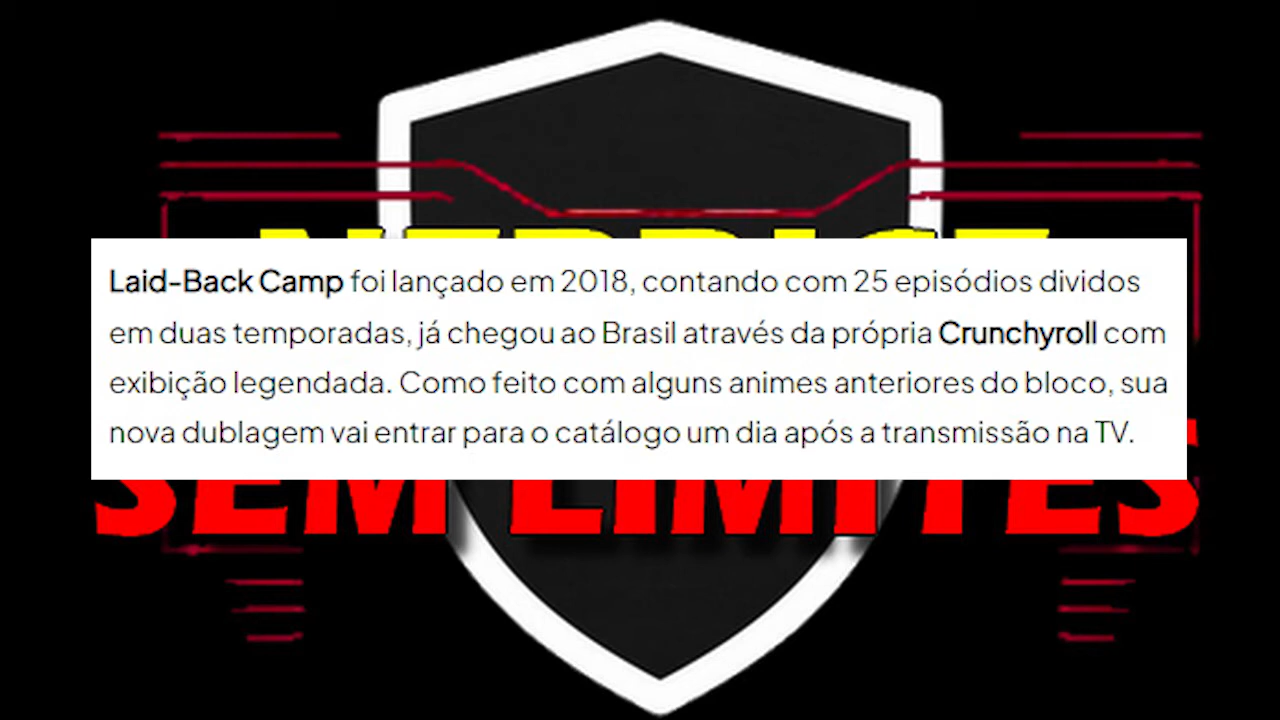 Laid-Back Camp foi lançado em 2018, contando com 25 episódios dividos
em duas temporadas, já chegou ao Brasil através da própria Crunchyroll com
exibição legendada. Como feito com alguns animes anteriores do bloco, sua
nova dublagem vai entrar para o catálogo um dia após a transmissão na TV.
SEM LIMITES